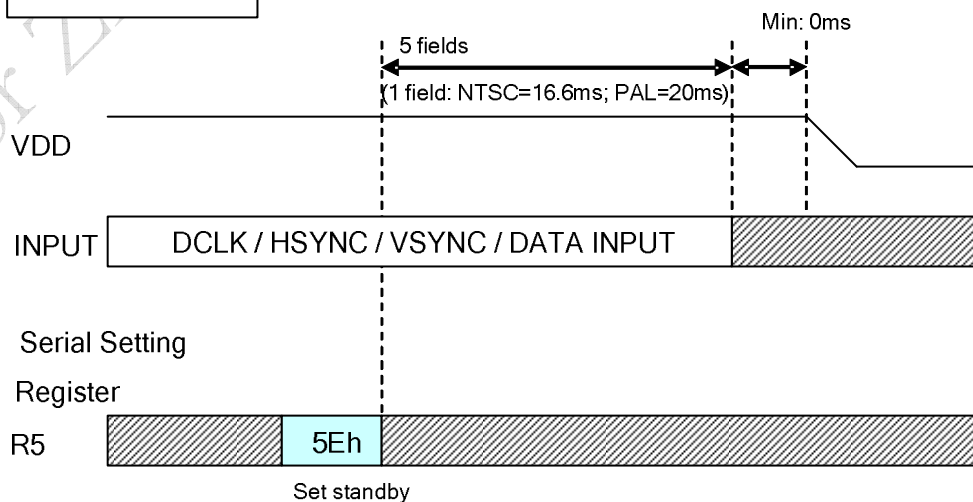 Min: 0ms
5 fields
(1 field: NTSC=16.6ms; PAL=20ms)
VDD
INPUT
DCLK / HSYNC / VSYNC / DATA INPUT
Serial Setting
Register
R5
5Eh
Set standby